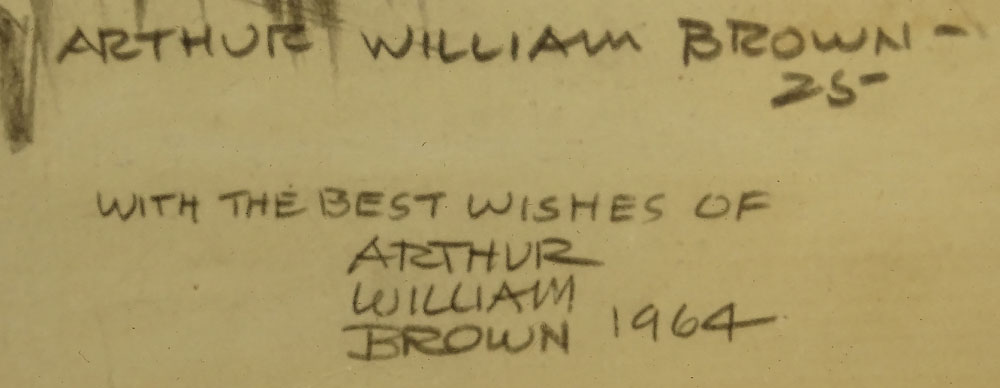 ARTHUR WILLIAM BROWN -
25-
WITH THE BEST WISHES OF
ARTHUR
WILLIAM
BROWN 1964